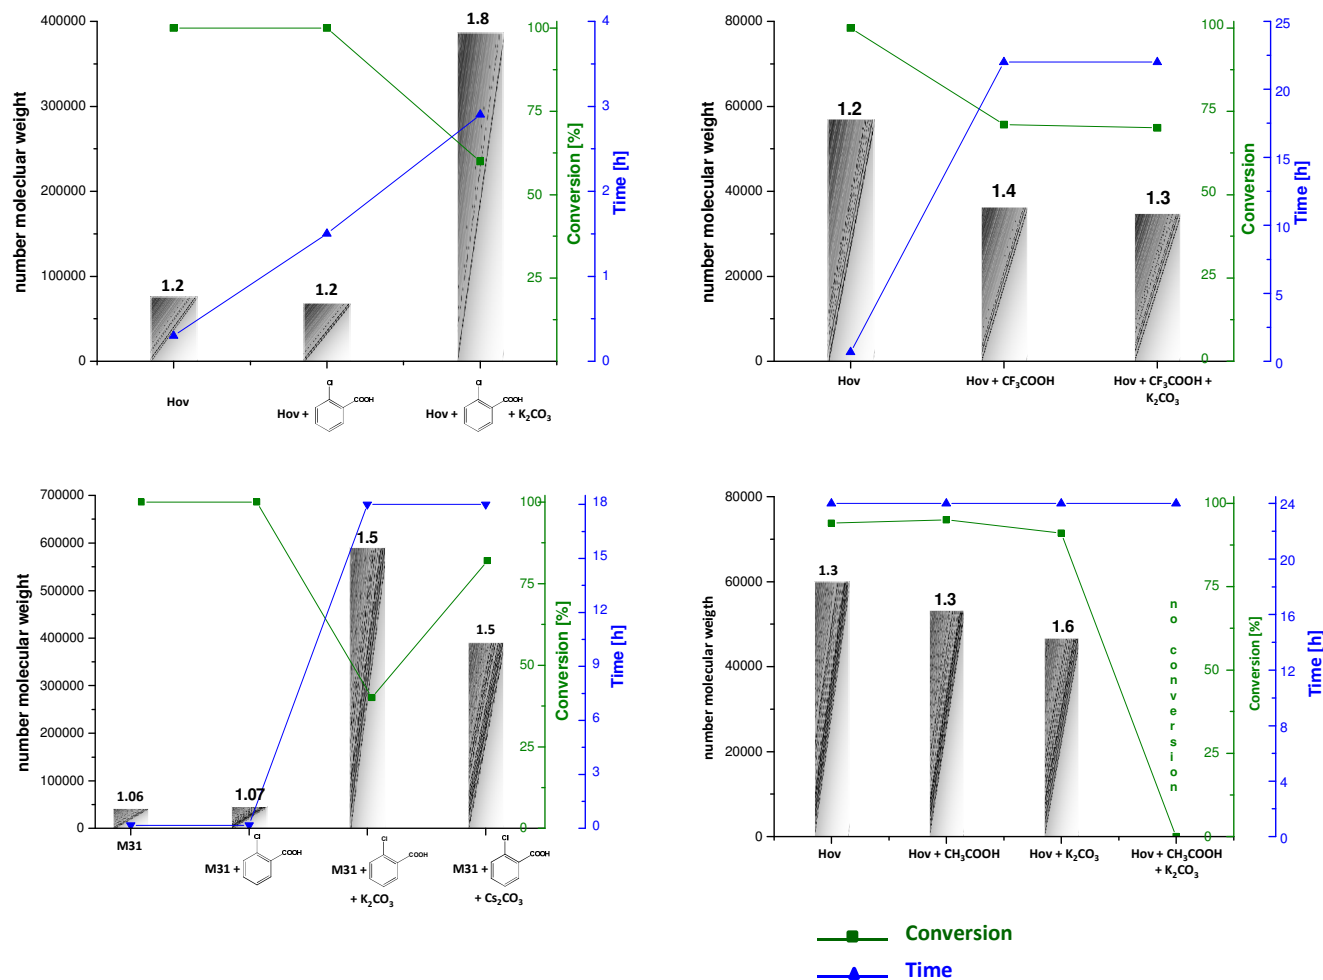 number moleclular weight
400000
300000
200000
100000
0
1.2
1.2
1.8
100
75
50
25
0
Conversion [%]
4
3
2
1
0
Time [h]
Hov
Hov +
Cl
COOH
Hov +
Cl
COOH
+ K₂CO₃
number molecular weight
80000
60000
40000
20000
0
1.2
1.4
1.3
100
75
50
25
0
Conversion
25
22
20
15
10
5
0
Time [h]
Hov
Hov + CF₃COOH
Hov + CF₃COOH +
K₂CO₃
number molecular weight
700000
600000
500000
400000
300000
200000
100000
0
1.06
1.07
1.5
1.5
100
75
50
25
0
Conversion [%]
18
15
12
9
6
3
0
Time [h]
M31
M31 +
Cl
COOH
M31 +
Cl
COOH
+ K₂CO₃
M31 +
Cl
COOH
+ Cs₂CO₃
number molecular weigth
80000
60000
40000
20000
0
1.3
1.3
1.6
no conversion
100
75
50
25
0
Conversion [%]
24
20
16
12
8
4
0
Time [h]
Hov
Hov + CH₃COOH
Hov + K₂CO₃
Hov + CH₃COOH
+ K₂CO₃
Conversion
Time